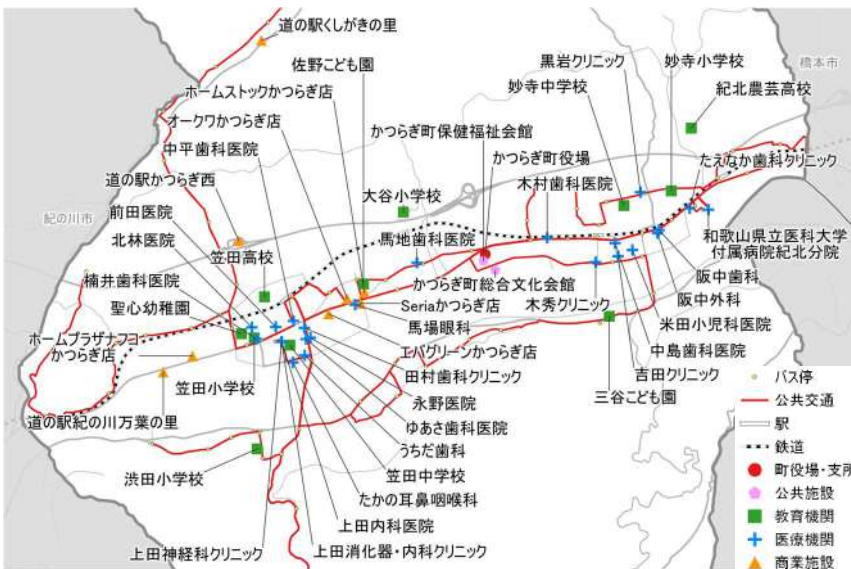 道の駅くしがきの里
佐野こども園
ホームストックかつらぎ店
オークワかつらぎ店
中平歯科医院
道の駅かつらぎ西
前田医院
北林医院
楠井歯科医院
聖心幼稚園
ホームプラザナフコ
かつらぎ店
道の駅紀の川万葉の里
笠田小学校
笠田高校
紀の川市
大谷小学校
かつらぎ町保健福祉会館
かつらぎ町役場
木村歯科医院
馬地歯科医院
黒岩クリニック
妙寺中学校
妙寺小学校
紀北農芸高校
橋本市
たえなか歯科クリニック
和歌山県立医科大学
付属病院紀北分院
阪中歯科
阪中外科
米田小児科医院
中島歯科医院
吉田クリニック
三谷こども園
木秀クリニック
かつらぎ町総合文化会館
Seriaかつらぎ店
馬場眼科
エバグリーンかつらぎ店
田村歯科クリニック
永野医院
ゆあさ歯科医院
うちだ歯科
笠田中学校
たかの耳鼻咽喉科
上田内科医院
上田消化器・内科クリニック
上田神経科クリニック
渋田小学校
バス停
公共交通
駅
鉄道
町役場・支所
公共施設
教育機関
医療機関
商業施設